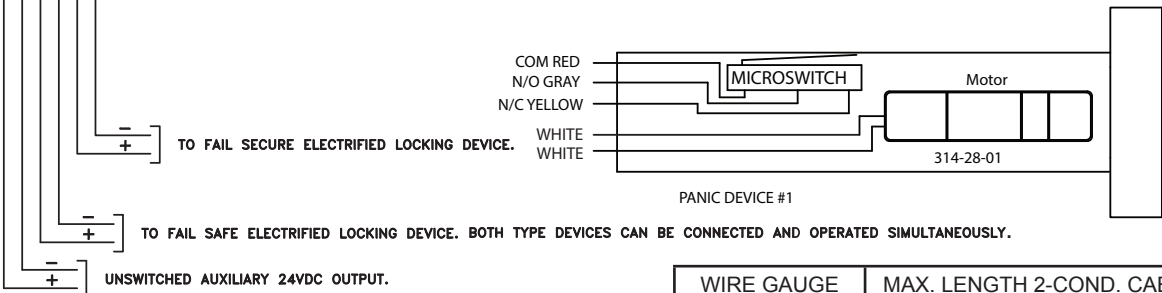 COM RED
N/O GRAY
N/C YELLOW
WHITE
WHITE
MICROSWITCH
Motor
314-28-01
PANIC DEVICE #1
−
+
TO FAIL SECURE ELECTRIFIED LOCKING DEVICE.
−
+
TO FAIL SAFE ELECTRIFIED LOCKING DEVICE. BOTH TYPE DEVICES CAN BE CONNECTED AND OPERATED SIMULTANEOUSLY.
−
+
UNSWITCHED AUXILIARY 24VDC OUTPUT.
WIRE GAUGE
MAX. LENGTH 2-COND.